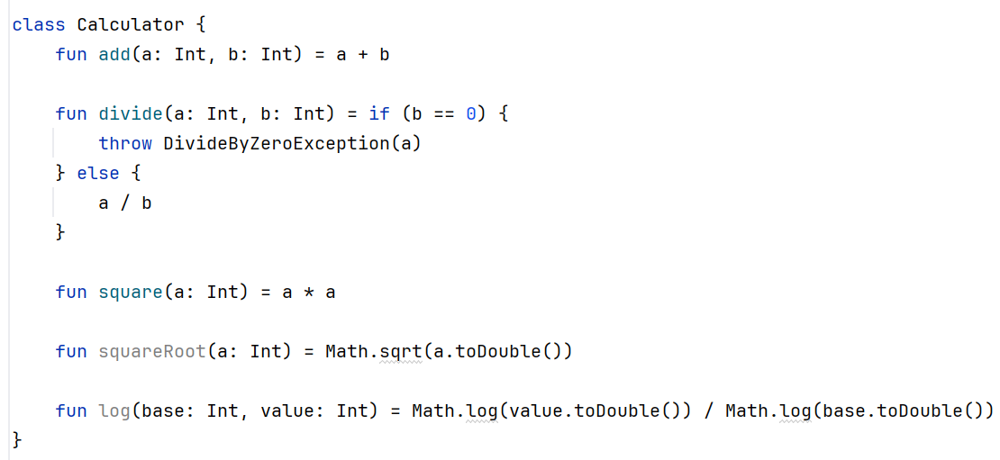 class Calculator {
    fun add(a: Int, b: Int) = a + b

    fun divide(a: Int, b: Int) = if (b == 0) {
        throw DivideByZeroException(a)
    } else {
        a / b
    }

    fun square(a: Int) = a * a

    fun squareRoot(a: Int) = Math.sqrt(a.toDouble())

    fun log(base: Int, value: Int) = Math.log(value.toDouble()) / Math.log(base.toDouble())
}